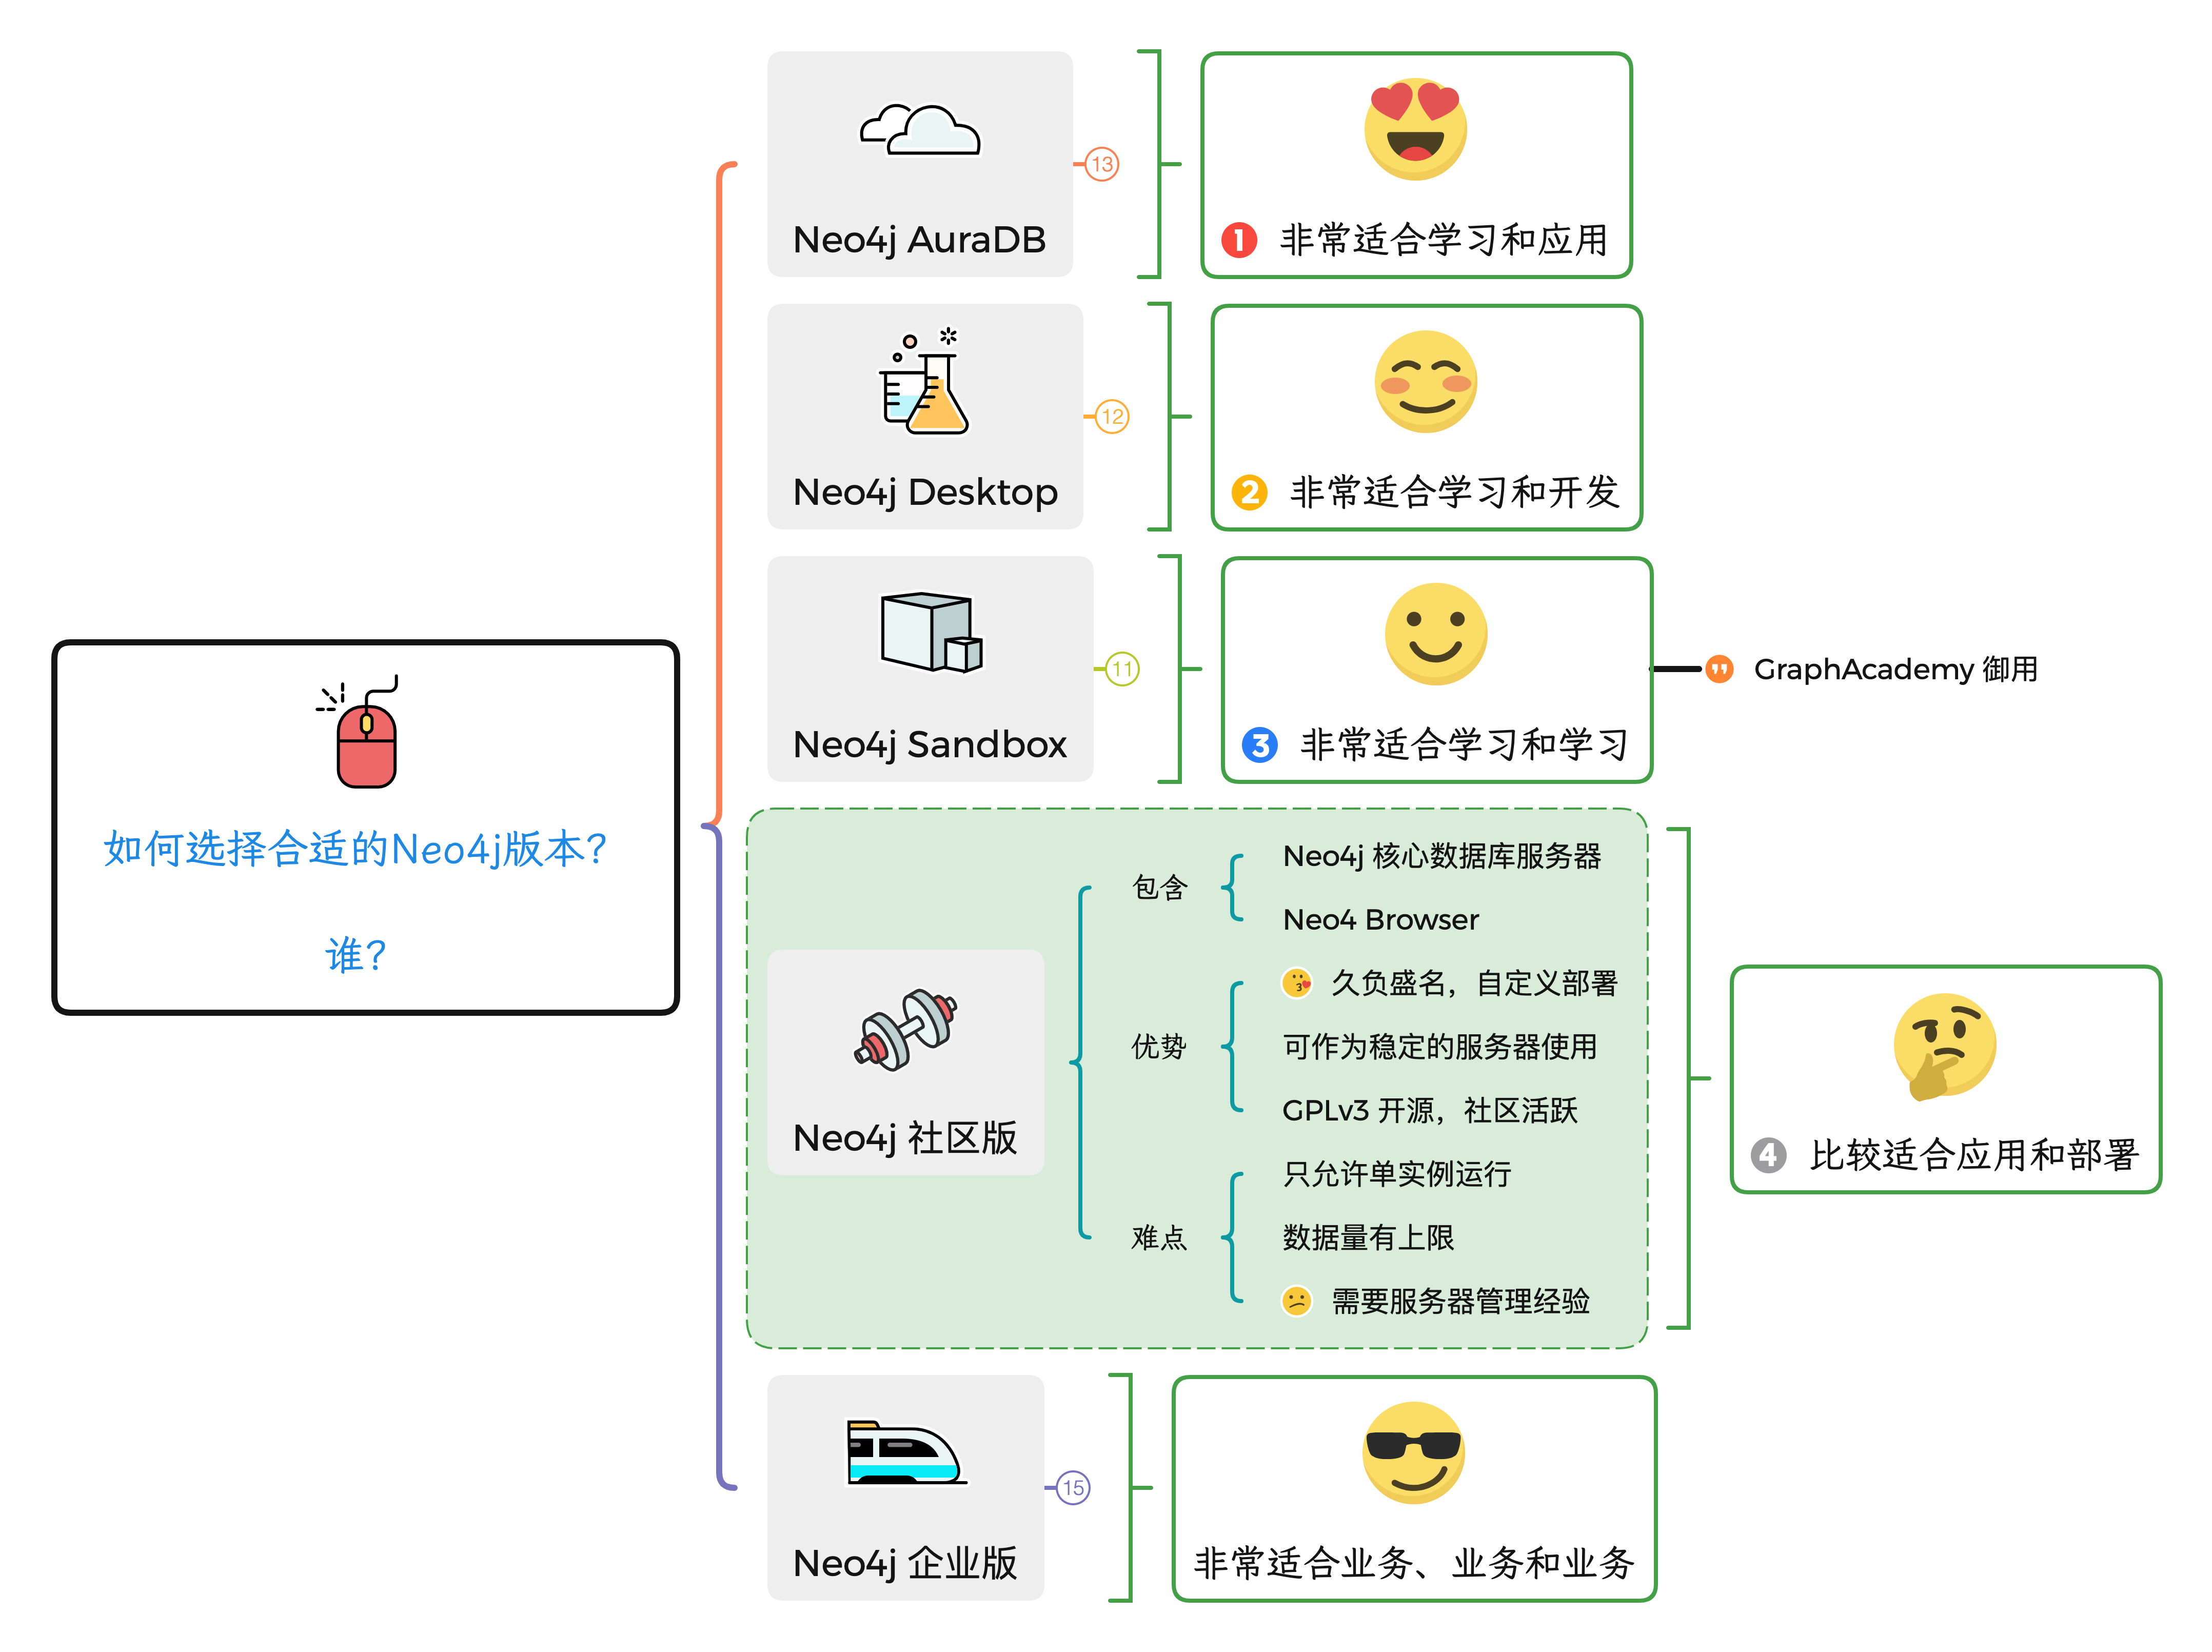 如何选择合适的Neo4j版本？
谁？
Neo4j AuraDB
13
1 非常适合学习和应用
Neo4j Desktop
12
2 非常适合学习和开发
Neo4j Sandbox
11
3 非常适合学习和学习
GraphAcademy 御用
Neo4j 社区版
包含
Neo4j 核心数据库服务器
Neo4 Browser
优势
久负盛名，自定义部署
可作为稳定的服务器使用
GPLv3 开源，社区活跃
难点
只允许单实例运行
数据量有上限
需要服务器管理经验
4 比较适合应用和部署
Neo4j 企业版
15
非常适合业务、业务和业务